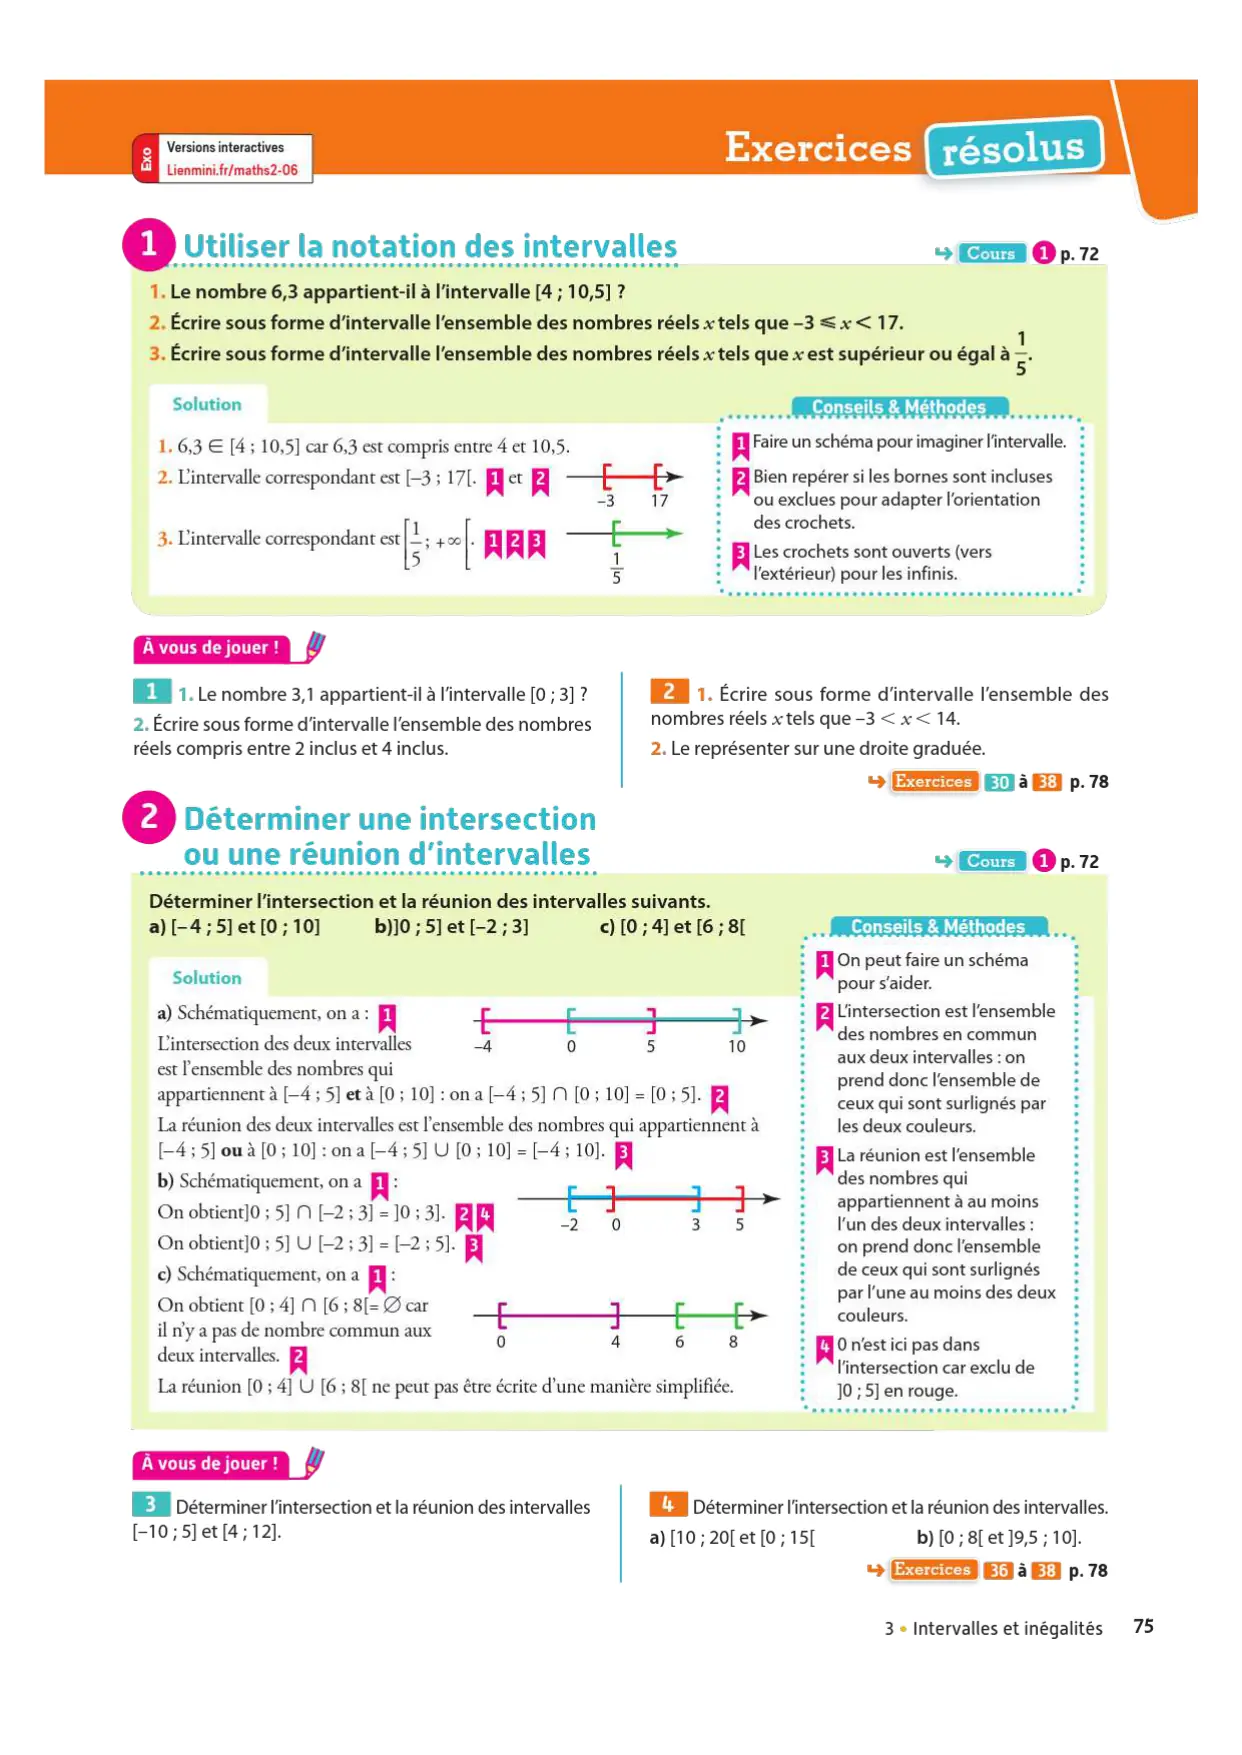 Exercices résolus
Exo
Versions interactives
Lienmini.fr/maths2-06
1 Utiliser la notation des intervalles
Cours 1 p. 72
1. Le nombre 6,3 appartient-il à l'intervalle [4 ; 10,5] ?
2. Écrire sous forme d'intervalle l'ensemble des nombres réels x tels que –3 ⩽ x < 17.
3. Écrire sous forme d'intervalle l'ensemble des nombres réels x tels que x est supérieur ou égal à 1/5.
Solution
1. 6,3 ∈ [4 ; 10,5] car 6,3 est compris entre 4 et 10,5.
2. L'intervalle correspondant est [–3 ; 17[. 1 et 2
–3 17
3. L'intervalle correspondant est [1/5 ; +∞[. 1 2 3
1/5
Conseils & Méthodes
1 Faire un schéma pour imaginer l'intervalle.
2 Bien repérer si les bornes sont incluses
ou exclues pour adapter l'orientation
des crochets.
3 Les crochets sont ouverts (vers
l'extérieur) pour les infinis.
À vous de jouer !
1 1. Le nombre 3,1 appartient-il à l'intervalle [0 ; 3] ?
2. Écrire sous forme d'intervalle l'ensemble des nombres
réels compris entre 2 inclus et 4 inclus.
2 1. Écrire sous forme d'intervalle l'ensemble des
nombres réels x tels que –3 < x < 14.
2. Le représenter sur une droite graduée.
Exercices 30 à 38 p. 78
2 Déterminer une intersection
ou une réunion d'intervalles
Cours 1 p. 72
Déterminer l'intersection et la réunion des intervalles suivants.
a) [– 4 ; 5] et [0 ; 10] b)]0 ; 5] et [–2 ; 3] c) [0 ; 4] et [6 ; 8[
Solution
a) Schématiquement, on a : 1
–4 0 5 10
L'intersection des deux intervalles
est l'ensemble des nombres qui
appartiennent à [–4 ; 5] et à [0 ; 10] : on a [–4 ; 5] ∩ [0 ; 10] = [0 ; 5]. 2
La réunion des deux intervalles est l'ensemble des nombres qui appartiennent à
[–4 ; 5] ou à [0 ; 10] : on a [–4 ; 5] ∪ [0 ; 10] = [–4 ; 10]. 3
b) Schématiquement, on a 1 :
On obtient]0 ; 5] ∩ [–2 ; 3] = ]0 ; 3]. 2 4
–2 0 3 5
On obtient]0 ; 5] ∪ [–2 ; 3] = [–2 ; 5]. 3
c) Schématiquement, on a 1 :
On obtient [0 ; 4] ∩ [6 ; 8[= ∅ car
il n'y a pas de nombre commun aux
deux intervalles. 2
0 4 6 8
La réunion [0 ; 4] ∪ [6 ; 8[ ne peut pas être écrite d'une manière simplifiée.
Conseils & Méthodes
1 On peut faire un schéma
pour s'aider.
2 L'intersection est l'ensemble
des nombres en commun
aux deux intervalles : on
prend donc l'ensemble de
ceux qui sont surlignés par
les deux couleurs.
3 La réunion est l'ensemble
des nombres qui
appartiennent à au moins
l'un des deux intervalles :
on prend donc l'ensemble
de ceux qui sont surlignés
par l'une au moins des deux
couleurs.
4 0 n'est ici pas dans
l'intersection car exclu de
]0 ; 5] en rouge.
À vous de jouer !
3 Déterminer l'intersection et la réunion des intervalles
[–10 ; 5] et [4 ; 12].
4 Déterminer l'intersection et la réunion des intervalles.
a) [10 ; 20[ et [0 ; 15[ b) [0 ; 8[ et ]9,5 ; 10].
Exercices 36 à 38 p. 78
3 • Intervalles et inégalités 75